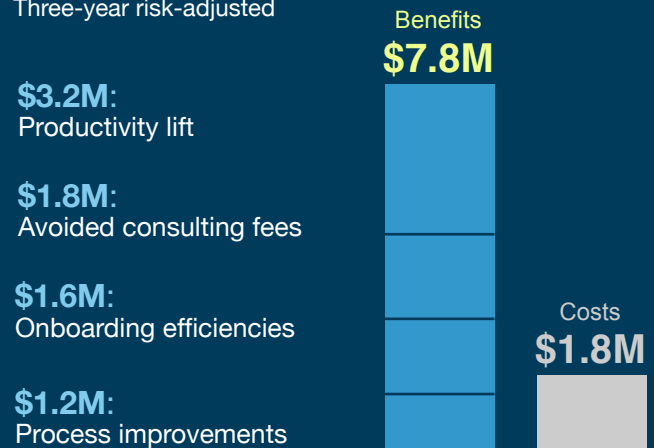 Three-year risk-adjusted
$3.2M:
Productivity lift
$1.8M:
Avoided consulting fees
$1.6M:
Onboarding efficiencies
$1.2M:
Process improvements
Benefits
$7.8M
Costs
$1.8M